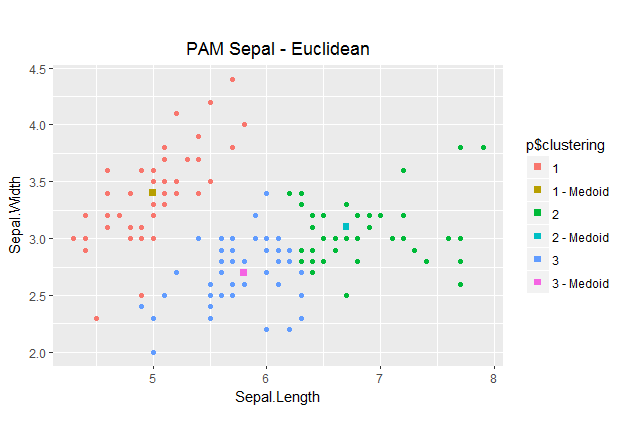 PAM Sepal - Euclidean
Sepal.Width
4.5
4.0
3.5
3.0
2.5
2.0
5
6
7
8
Sepal.Length
p$clustering
1
1 - Medoid
2
2 - Medoid
3
3 - Medoid